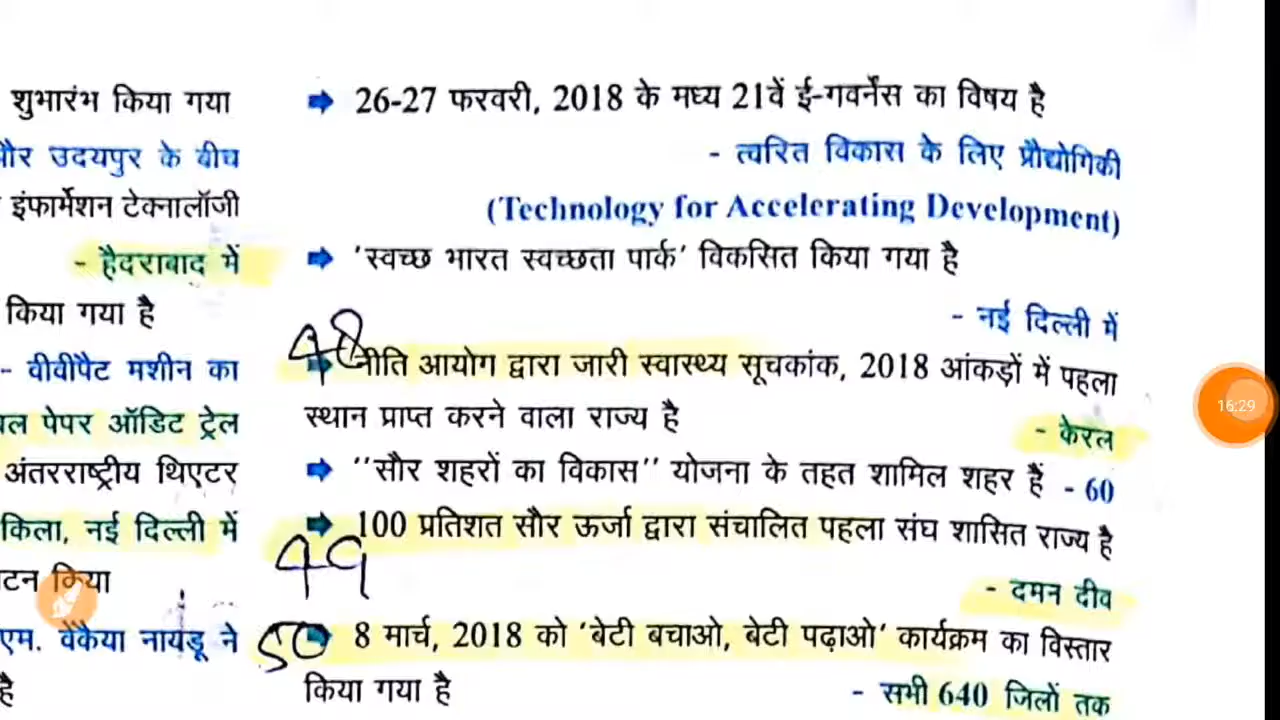 शुभारंभ किया गया
और उदयपुर के बीच
इंफार्मेशन टेक्नालॉजी
- हैदराबाद में
किया गया है
- वीवीपैट मशीन का
पेपर ऑडिट ट्रेल
अंतरराष्ट्रीय थिएटर
किला, नई दिल्ली में
किया
एम. वेंकैया नायडू ने
है
➡ 26-27 फरवरी, 2018 के मध्य 21वें ई-गवर्नेंस का विषय है
- त्वरित विकास के लिए प्रौद्योगिकी
(Technology for Accelerating Development)
➡ 'स्वच्छ भारत स्वच्छता पार्क' विकसित किया गया है
- नई दिल्ली में
48 नीति आयोग द्वारा जारी स्वास्थ्य सूचकांक, 2018 आंकड़ों में पहला
स्थान प्राप्त करने वाला राज्य है
- केरल
➡ ''सौर शहरों का विकास'' योजना के तहत शामिल शहर हैं - 60
➡ 100 प्रतिशत सौर ऊर्जा द्वारा संचालित पहला संघ शासित राज्य है
49
- दमन दीव
50 ➡ 8 मार्च, 2018 को 'बेटी बचाओ, बेटी पढ़ाओ' कार्यक्रम का विस्तार
किया गया है
- सभी 640 जिलों तक
16:29